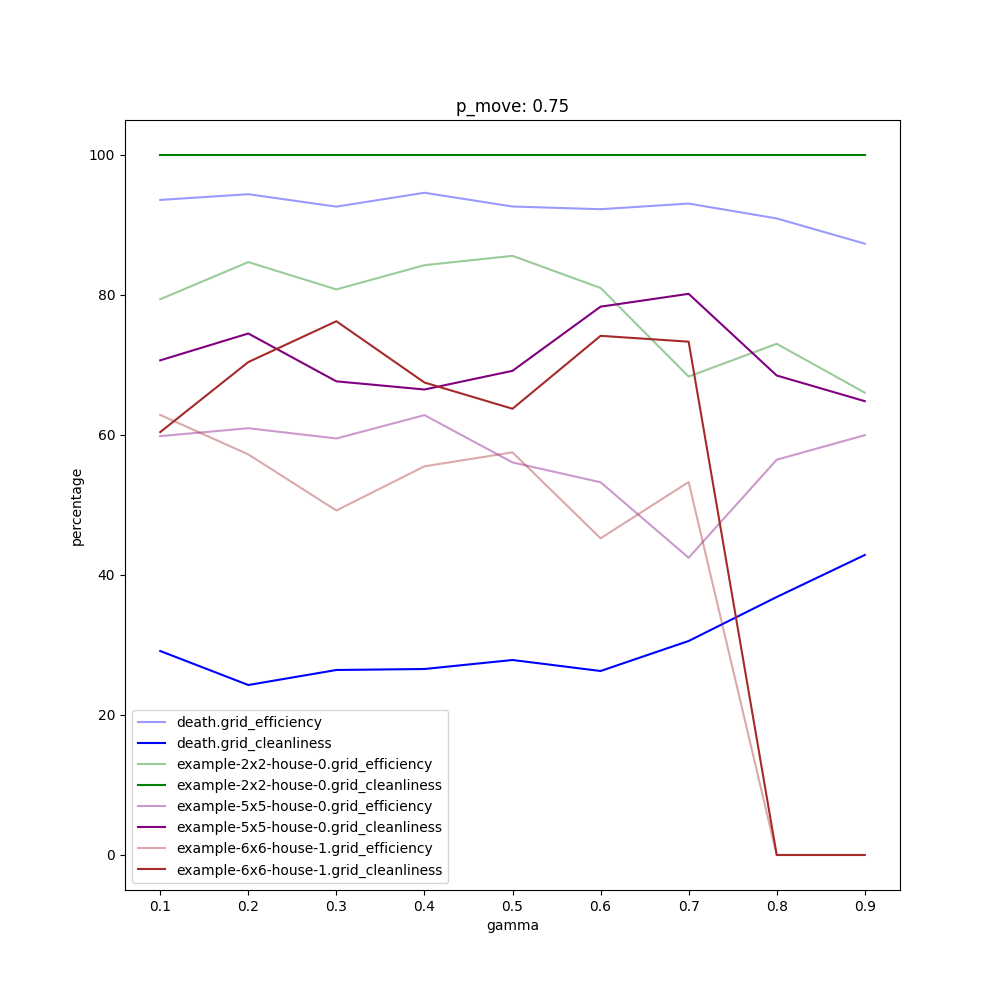 p_move: 0.75
100
80
60
40
20
0
percentage
death.grid_efficiency
death.grid_cleanliness
example-2x2-house-0.grid_efficiency
example-2x2-house-0.grid_cleanliness
example-5x5-house-0.grid_efficiency
example-5x5-house-0.grid_cleanliness
example-6x6-house-1.grid_efficiency
example-6x6-house-1.grid_cleanliness
0.1 0.2 0.3 0.4 0.5 0.6 0.7 0.8 0.9
gamma